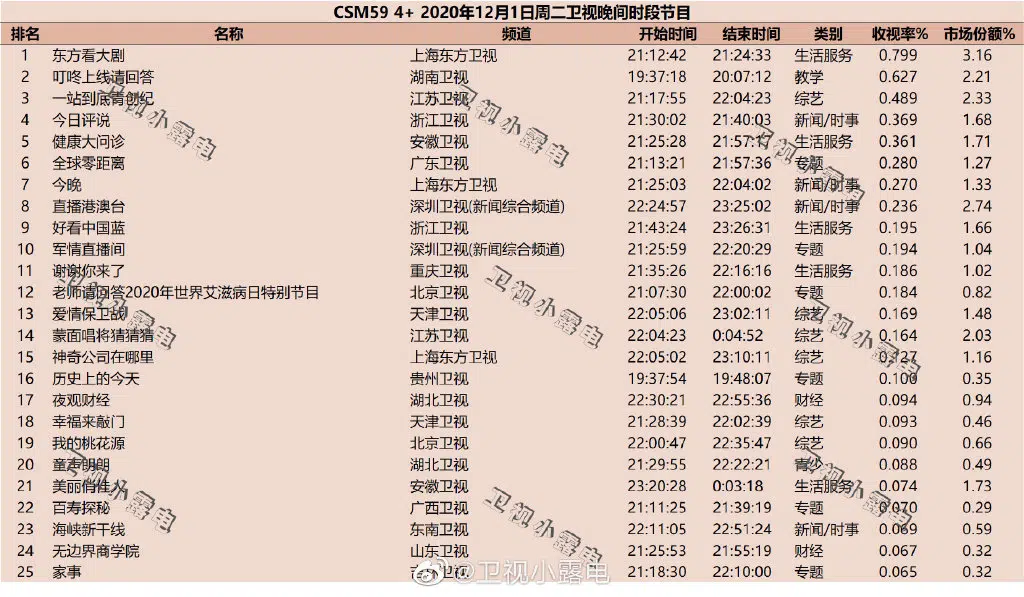 CSM59 4+ 2020年12月1日周二卫视晚间时段节目
排名 名称 频道 开始时间 结束时间 类别 收视率% 市场份额%
1 东方看大剧 上海东方卫视 21:12:42 21:24:33 生活服务 0.799 3.16
2 叮咚上线请回答 湖南卫视 19:37:18 20:07:12 教学 0.627 2.21
3 一站到底青创纪 江苏卫视 21:17:55 22:04:23 综艺 0.489 2.33
4 今日评说 浙江卫视 21:30:02 21:40:03 新闻/时事 0.369 1.68
5 健康大问诊 安徽卫视 21:25:28 生活服务 0.361 1.71
6 全球零距离 广东卫视 21:13:21 21:57:36 专题 0.280 1.27
7 今晚 上海东方卫视 21:25:03 22:04:02 新闻/时事 0.270 1.33
8 直播港澳台 深圳卫视(新闻综合频道) 22:24:57 23:25:02 新闻/时事 0.236 2.74
9 好看中国蓝 浙江卫视 21:43:24 23:26:31 生活服务 0.195 1.66
10 军情直播间 深圳卫视(新闻综合频道) 21:25:59 22:20:29 专题 0.194 1.04
11 谢谢你来了 重庆卫视 21:35:26 22:16:16 生活服务 0.186 1.02
12 老师请回答2020年世界艾滋病日特别节目 北京卫视 21:07:30 22:00:02 专题 0.184 0.82
13 爱情保卫战 天津卫视 22:05:06 23:02:11 综艺 0.169 1.48
14 蒙面唱将猜猜猜 江苏卫视 22:04:23 0:04:52 综艺 0.164 2.03
15 神奇公司在哪里 上海东方卫视 22:05:02 23:10:11 综艺 0.127 1.16
16 历史上的今天 贵州卫视 19:37:54 19:48:07 专题 0.100 0.35
17 夜观财经 湖北卫视 22:30:21 22:55:36 财经 0.094 0.94
18 幸福来敲门 天津卫视 21:28:39 22:02:39 综艺 0.093 0.46
19 我的桃花源 北京卫视 22:00:47 22:35:47 综艺 0.090 0.66
20 童声朗朗 湖北卫视 21:29:55 22:22:21 青少 0.088 0.49
21 美丽俏佳人 安徽卫视 23:20:28 0:03:18 生活服务 0.074 1.73
22 百寿探秘 广西卫视 21:11:25 21:39:19 专题 0.070 0.29
23 海峡新干线 东南卫视 22:11:05 22:51:24 新闻/时事 0.069 0.59
24 无边界商学院 山东卫视 21:25:53 21:55:19 财经 0.067 0.32
25 家事 卫视 21:18:30 22:10:00 专题 0.065 0.32
@卫视小露电
卫视小露电
卫视小露电
卫视小露电
卫视小露电
卫视小露电
卫视小露电
卫视小露电
卫视小露电
卫视小露电